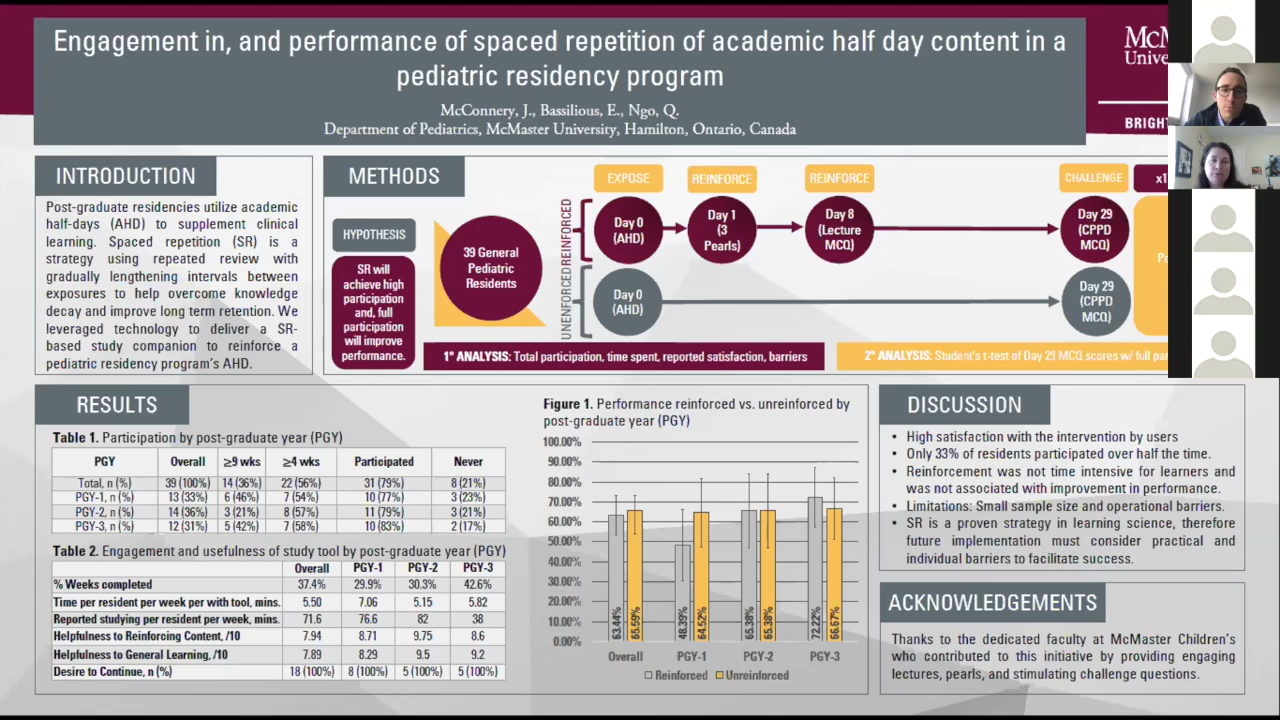 Engagement in, and performance of spaced repetition of academic half day content in a
pediatric residency program
McConnery, J., Bassilious, E., Ngo, Q.
Department of Pediatrics, McMaster University, Hamilton, Ontario, Canada
BRIGHT
INTRODUCTION
Post-graduate residencies utilize academic
half-days (AHD) to supplement clinical
learning. Spaced repetition (SR) is a
strategy using repeated review with
gradually lengthening intervals between
exposures to help overcome knowledge
decay and improve long term retention. We
leveraged technology to deliver a SR-
based study companion to reinforce a
pediatric residency program's AHD.
METHODS
HYPOTHESIS
SR will
achieve high
participation
and, full
participation
will improve
performance.
39 General
Pediatric
Residents
REINFORCED
UNENFORCED
EXPOSE
REINFORCE
REINFORCE
CHALLENGE
x1
Day 0
(AHD)
Day 1
(3
Pearls)
Day 8
(Lecture
MCQ)
Day 29
(CPPD
MCQ)
Day 0
(AHD)
Day 29
(CPPD
MCQ)
1° ANALYSIS: Total participation, time spent, reported satisfaction, barriers
2° ANALYSIS: Student's t-test of Day 29 MCQ scores w/ full
RESULTS
Table 1. Participation by post-graduate year (PGY)
PGY Overall ≥9 wks ≥4 wks Participated Never
Total, n (%) 39 (100%) 14 (36%) 22 (56%) 31 (79%) 8 (21%)
PGY-1, n (%) 13 (33%) 6 (46%) 7 (54%) 10 (77%) 3 (23%)
PGY-2, n (%) 14 (36%) 3 (21%) 8 (57%) 11 (79%) 3 (21%)
PGY-3, n (%) 12 (31%) 5 (42%) 7 (58%) 10 (83%) 2 (17%)
Table 2. Engagement and usefulness of study tool by post-graduate year (PGY)
Overall PGY-1 PGY-2 PGY-3
% Weeks completed 37.4% 29.9% 30.3% 42.6%
Time per resident per week per with tool, mins. 5.50 7.06 5.15 5.82
Reported studying per resident per week, mins. 71.6 76.6 82 38
Helpfulness to Reinforcing Content, /10 7.94 8.71 9.75 8.6
Helpfulness to General Learning, /10 7.89 8.29 9.5 9.2
Desire to Continue, n (%) 18 (100%) 8 (100%) 5 (100%) 5 (100%)
Figure 1. Performance reinforced vs. unreinforced by
post-graduate year (PGY)
100.00%
90.00%
80.00%
70.00%
60.00%
50.00%
40.00%
30.00%
20.00%
10.00%
0.00%
63.44% 65.59% 48.39% 64.52% 65.38% 65.38% 72.22% 66.67%
Overall PGY-1 PGY-2 PGY-3
Reinforced Unreinforced
DISCUSSION
• High satisfaction with the intervention by users
• Only 33% of residents participated over half the time.
• Reinforcement was not time intensive for learners and
was not associated with improvement in performance.
• Limitations: Small sample size and operational barriers.
• SR is a proven strategy in learning science, therefore
future implementation must consider practical and
individual barriers to facilitate success.
ACKNOWLEDGEMENTS
Thanks to the dedicated faculty at McMaster Children's
who contributed to this initiative by providing engaging
lectures, pearls, and stimulating challenge questions.